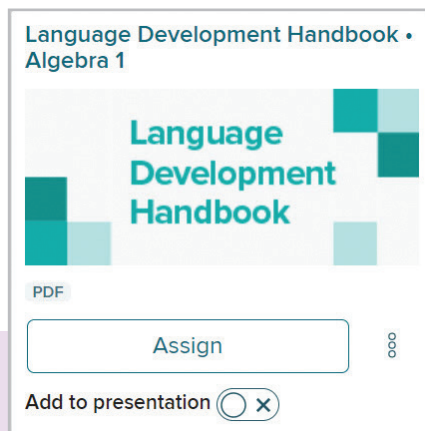 Language Development Handbook •
Algebra 1
Language
Development
Handbook
PDF
Assign
Add to presentation